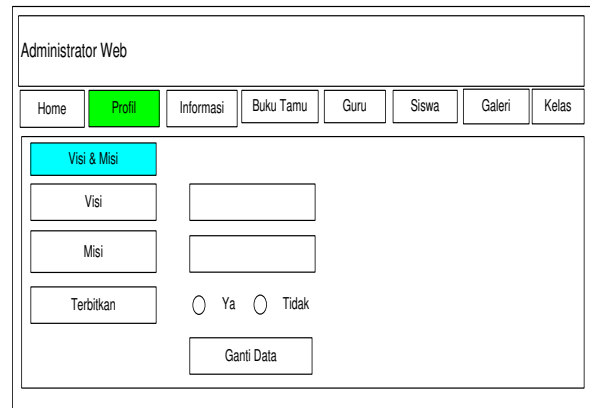 Administrator Web
Home Profil Informasi Buku Tamu Guru Siswa Galeri Kelas
Visi & Misi
Visi
Misi
Terbitkan Ya Tidak
Ganti Data